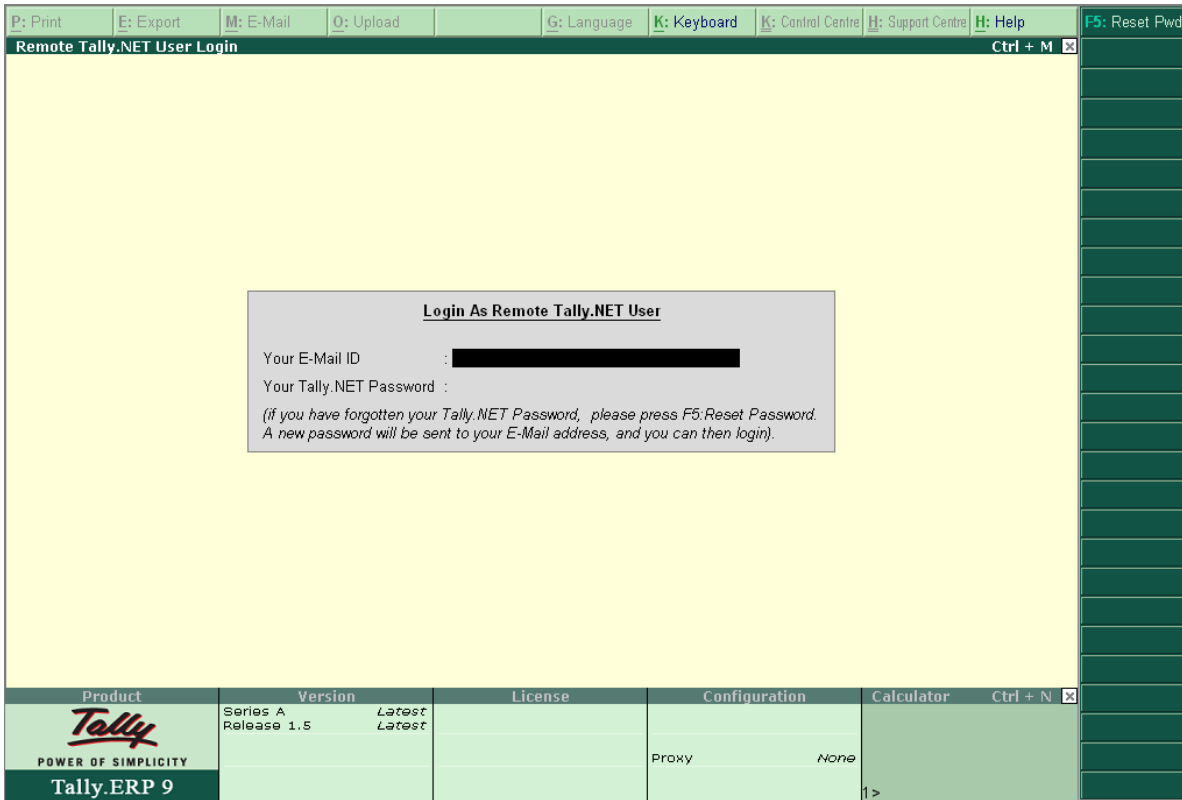 P: Print E: Export M: E-Mail O: Upload G: Language K: Keyboard K: Control Centre H: Support Centre H: Help F5: Reset Pwd
Remote Tally.NET User Login Ctrl + M
Login As Remote Tally.NET User
Your E-Mail ID :
Your Tally.NET Password :
(if you have forgotten your Tally.NET Password, please press F5:Reset Password.
A new password will be sent to your E-Mail address, and you can then login).
Product Version License Configuration Calculator Ctrl + N
Tally
POWER OF SIMPLICITY
Tally.ERP 9
Series A Latest
Release 1.5 Latest
Proxy None
1>